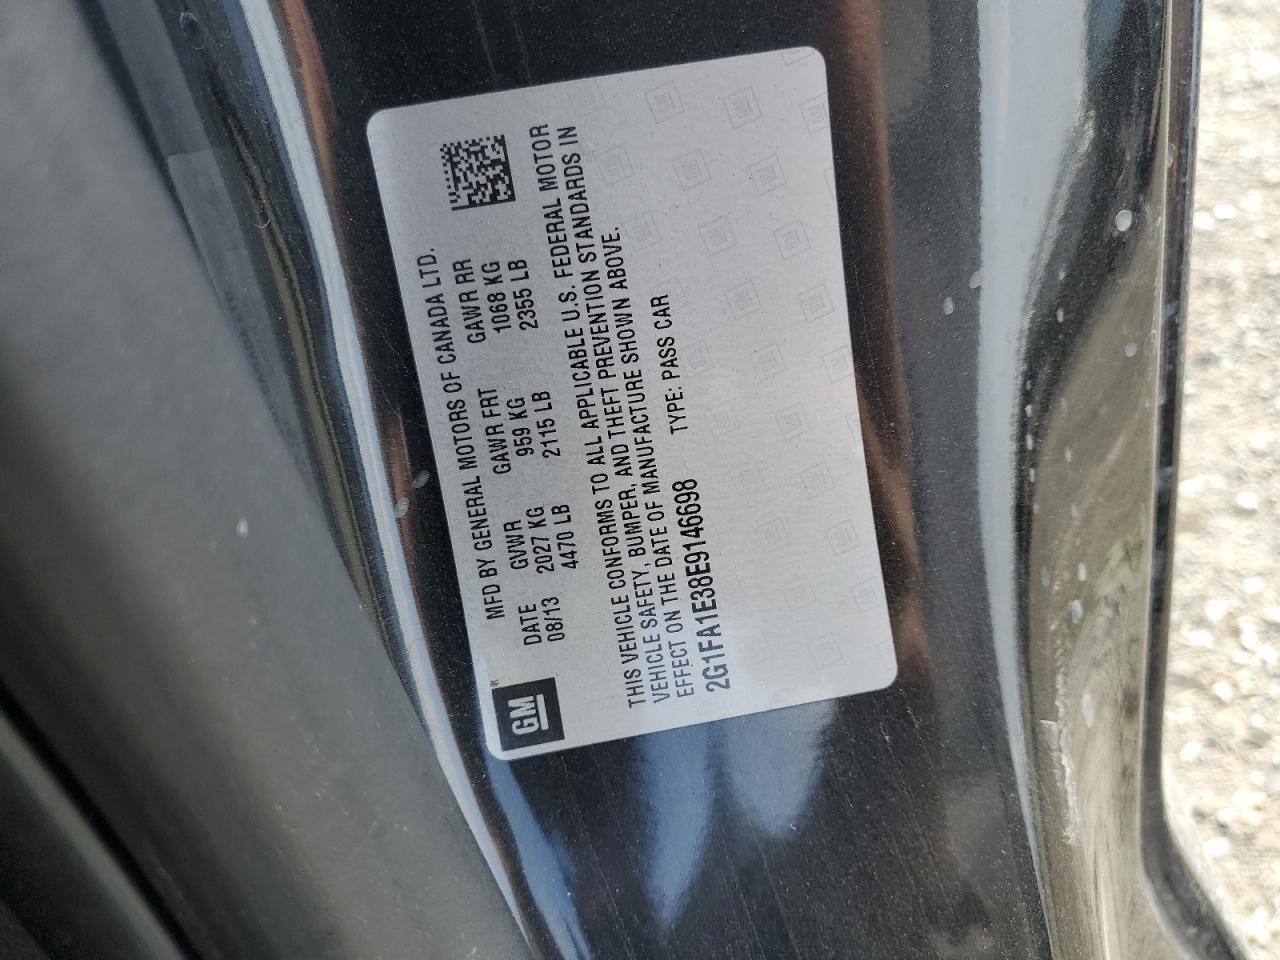 GM
®
MFD BY GENERAL MOTORS OF CANADA LTD.
DATE GVWR GAWR FRT GAWR RR
08/13 2027 KG 959 KG 1068 KG
4470 LB 2115 LB 2355 LB
THIS VEHICLE CONFORMS TO ALL APPLICABLE U.S. FEDERAL MOTOR
VEHICLE SAFETY, BUMPER, AND THEFT PREVENTION STANDARDS IN
EFFECT ON THE DATE OF MANUFACTURE SHOWN ABOVE.
2G1FA1E38E9146698 TYPE: PASS CAR